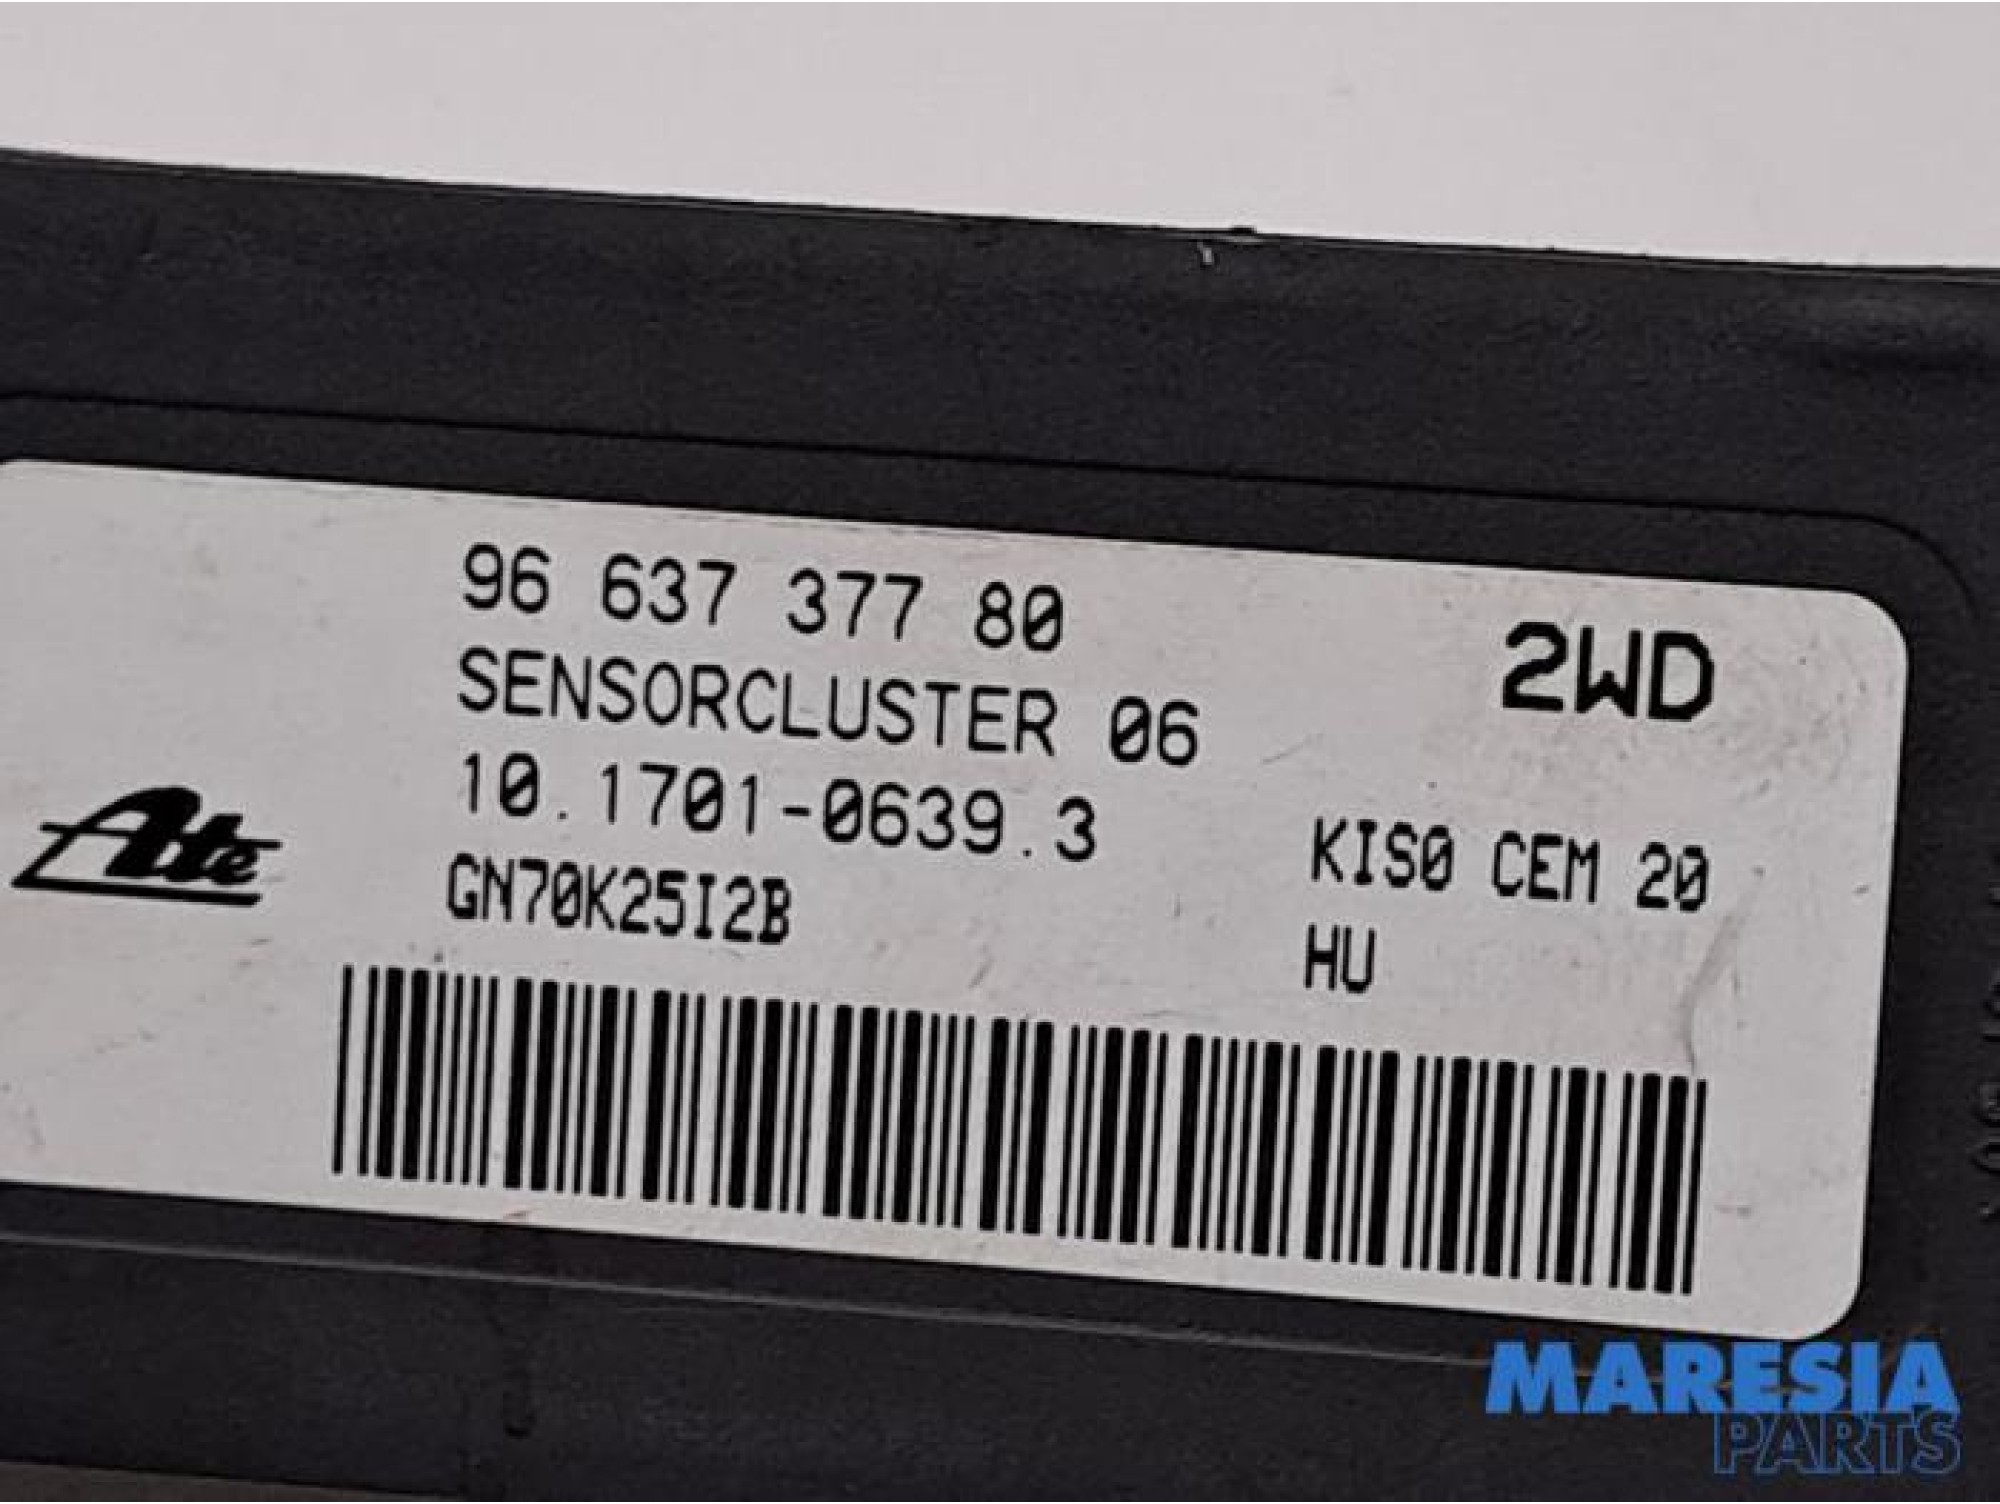 96 637 377 80
2WD
SENSORCLUSTER 06
10.1701-0639.3
Ate
KIS0 CEM 20
GN70K25I2B
HU
MARESIA
PARTS